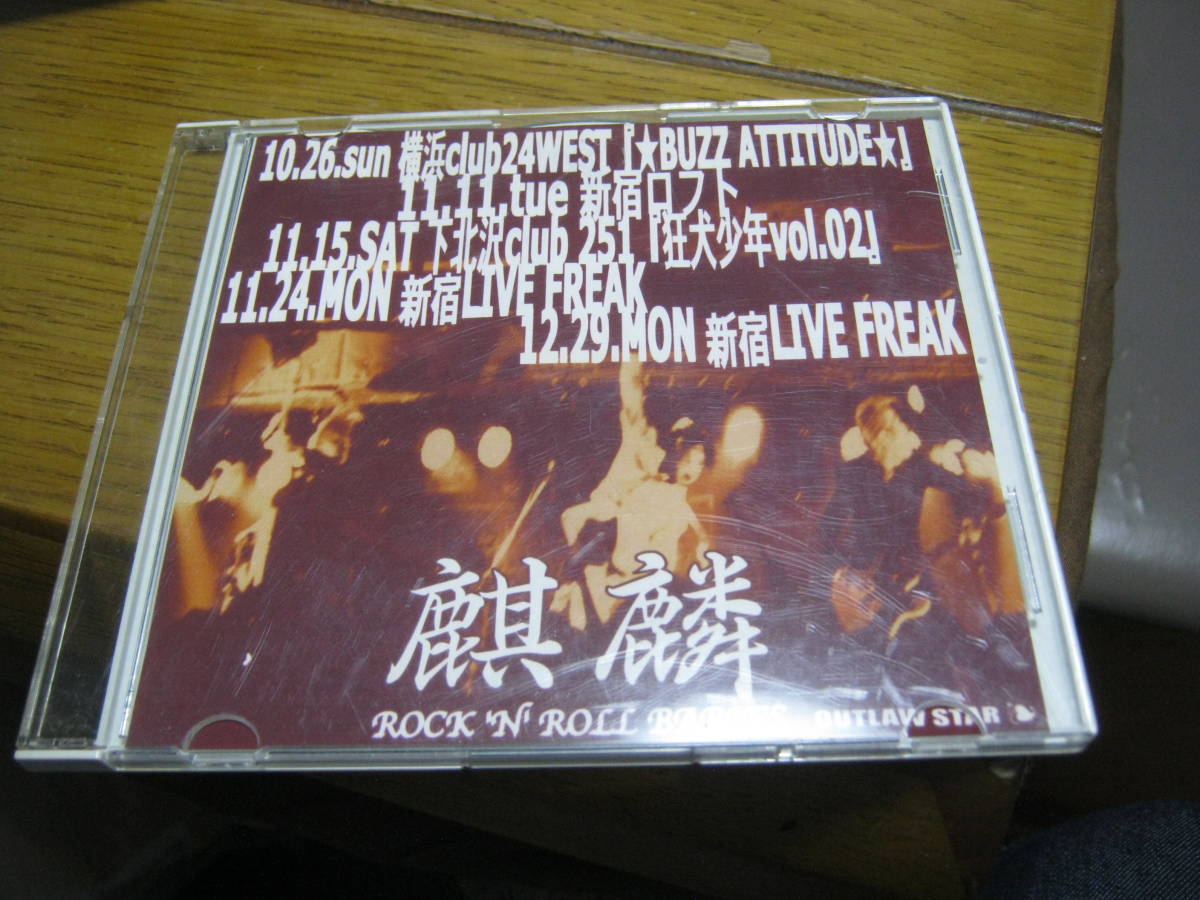 10.26.sun 横浜club24WEST『★BUZZ ATTITUDE★』
11.11.tue 新宿ロフト
11.15.SAT 下北沢club 251『狂犬少年vol.02』
11.24.MON 新宿LIVE FREAK
12.29.MON 新宿LIVE FREAK
麒麟
ROCK 'N' ROLL OUTLAW STAR